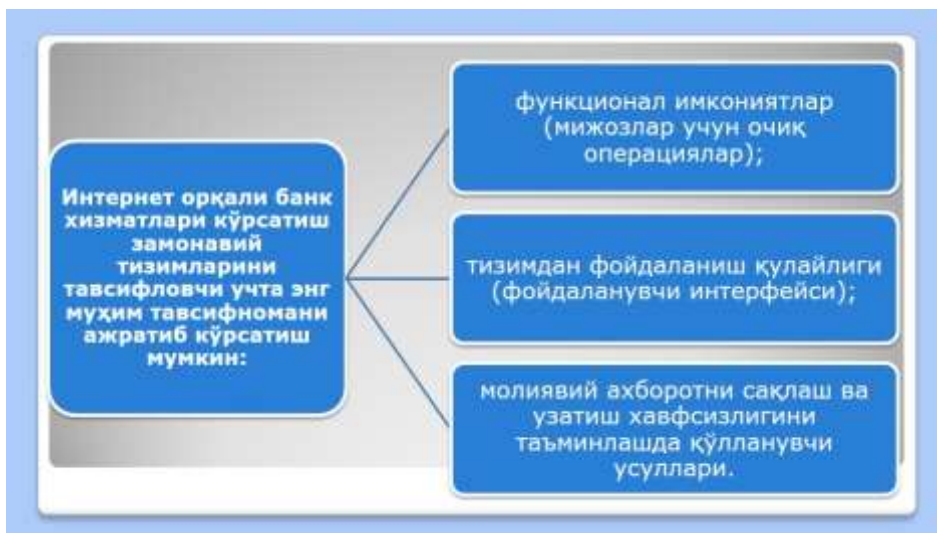 Интернет орқали банк
хизматлари кўрсатиш
замонавий
тизимларини
тавсифловчи учта энг
муҳим тавсифномани
ажратиб кўрсатиш
мумкин:
функционал имкониятлар
(мижозлар учун очиқ
операциялар);
тизимдан фойдаланиш қулайлиги
(фойдаланувчи интерфейси);
молиявий ахборотни сақлаш ва
узатиш хавфсизлигини
таъминлашда қўлланувчи
усуллари.